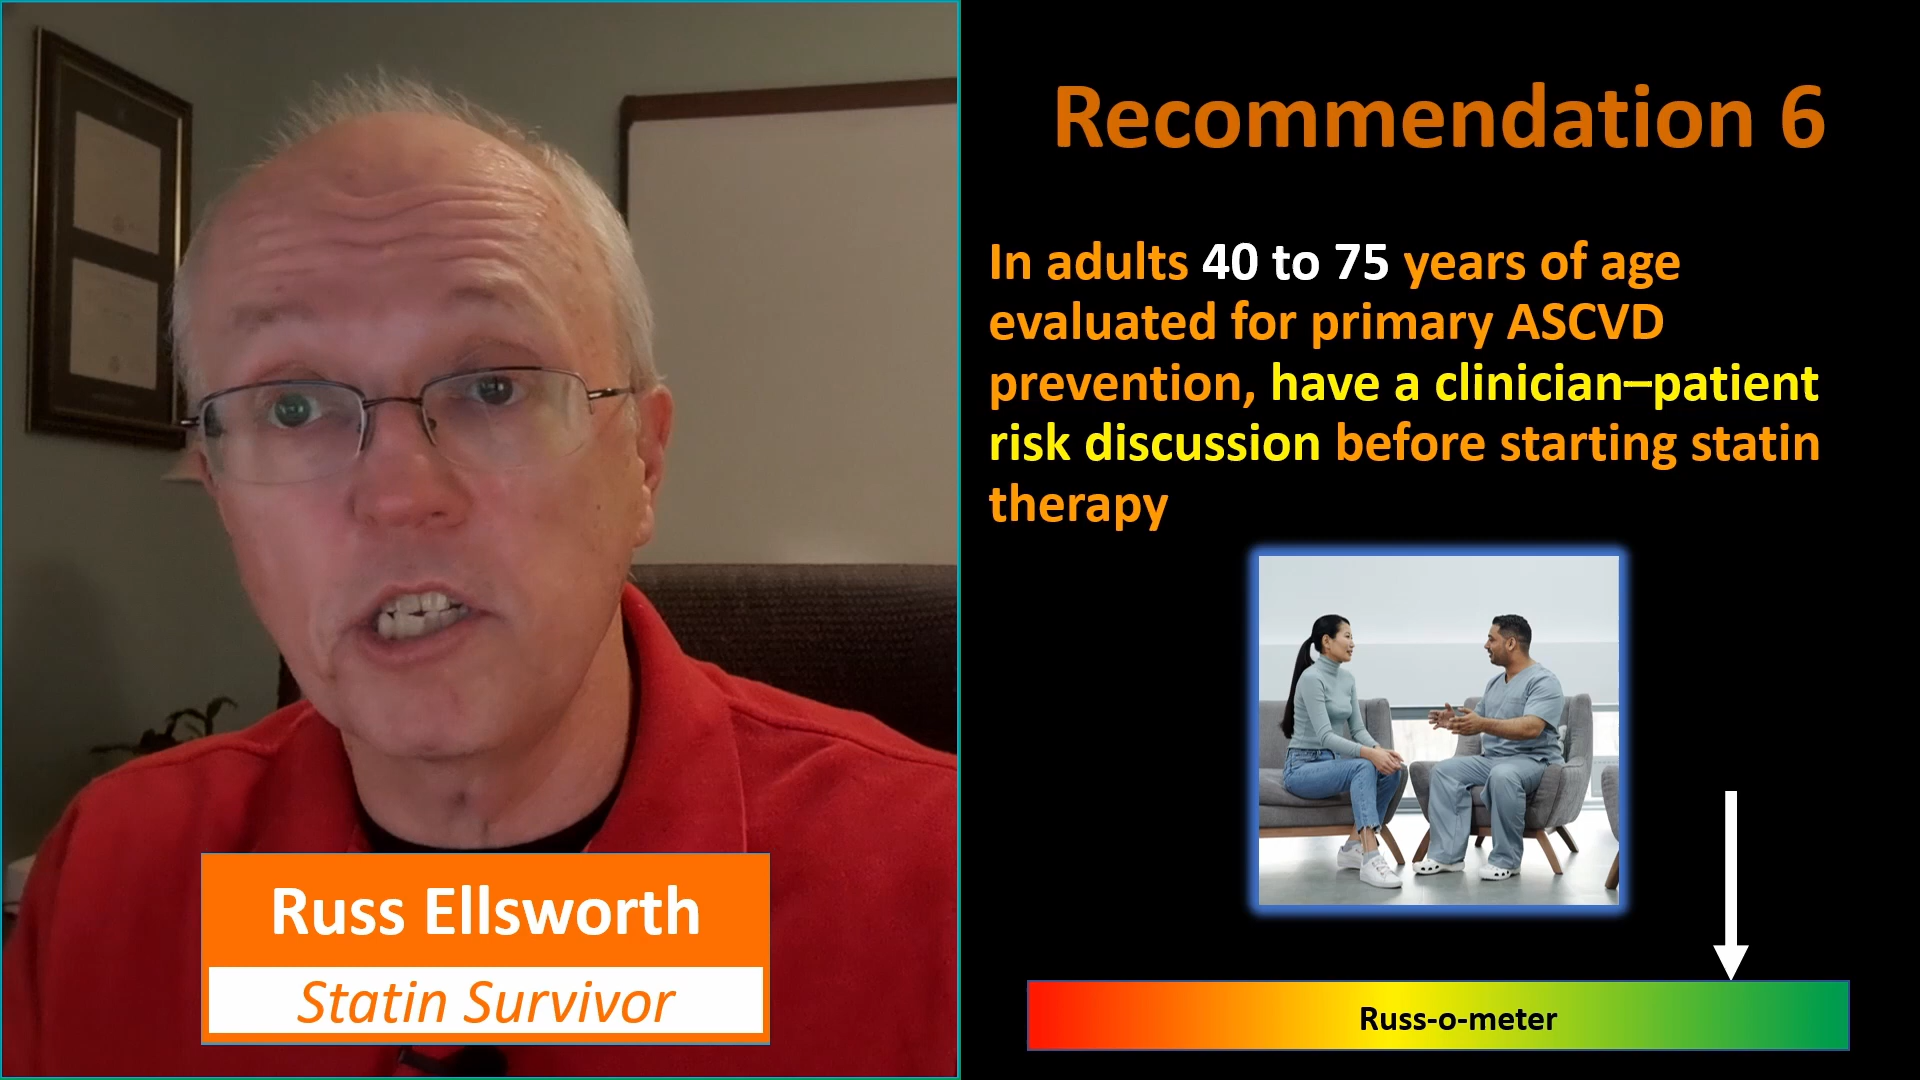 Recommendation 6
In adults 40 to 75 years of age
evaluated for primary ASCVD
prevention, have a clinician–patient
risk discussion before starting statin
therapy
Russ Ellsworth
Statin Survivor
Russ-o-meter